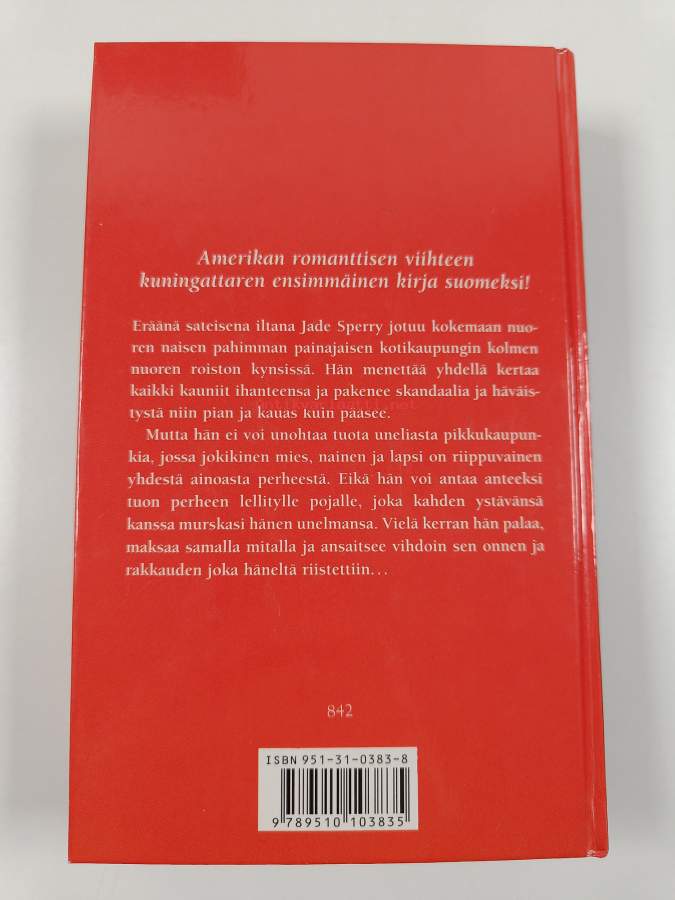 Amerikan romanttisen viihteen
kuningattaren ensimmäinen kirja suomeksi!
Eräänä sateisena iltana Jade Sperry jotuu kokemaan nuo-
ren naisen pahimman painajaisen kotikaupungin kolmen
nuoren roiston kynsissä. Hän menettää yhdellä kertaa
kaikki kauniit ihanteensa ja pakenee skandaalia ja häväis-
tystä niin pian ja kauas kuin pääsee.
Mutta hän ei voi unohtaa tuota uneliasta pikkukaupun-
kia, jossa jokikinen mies, nainen ja lapsi on riippuvainen
yhdestä ainoasta perheestä. Eikä hän voi antaa anteeksi
tuon perheen lellitylle pojalle, joka kahden ystävänsä
kanssa murskasi hänen unelmansa. Vielä kerran hän palaa,
maksaa samalla mitalla ja ansaitsee vihdoin sen onnen ja
rakkauden joka häneltä riistettiin...
842
ISBN 951-31-0383-8
9 789510 103835